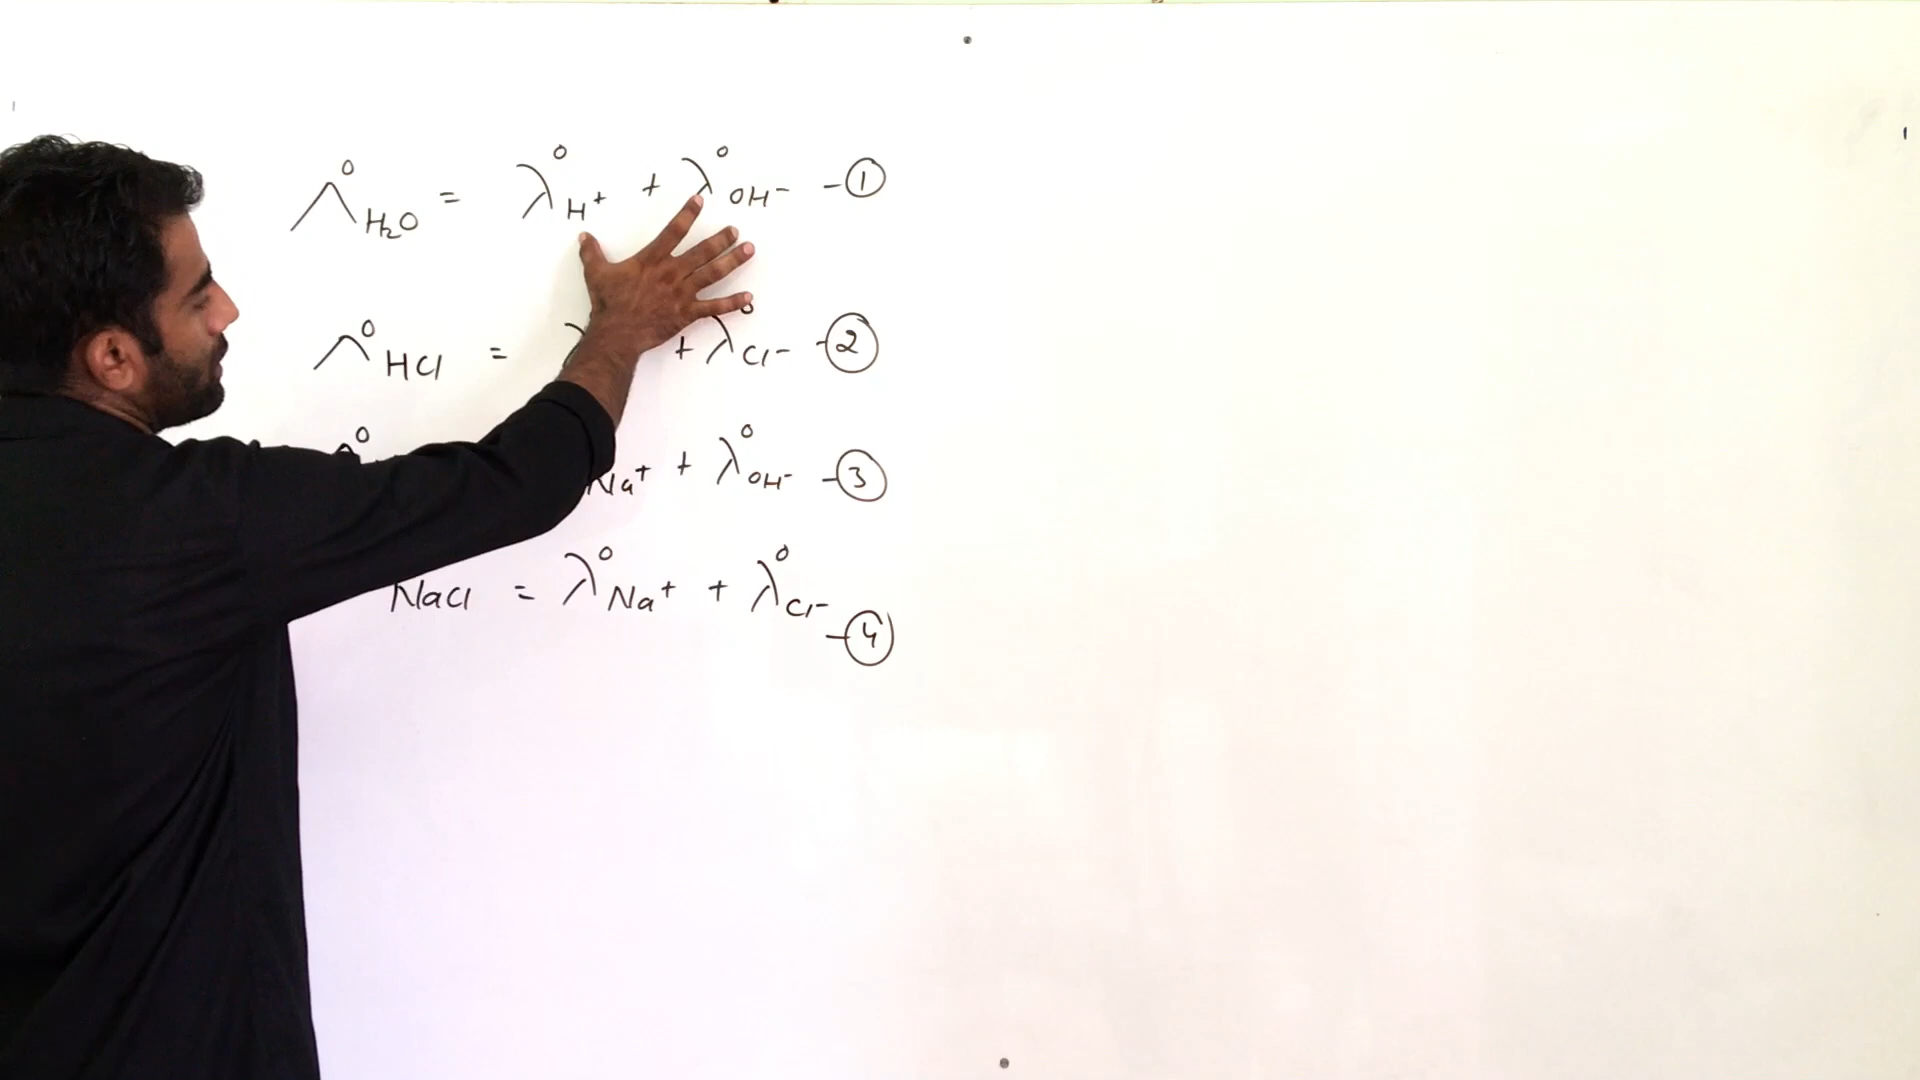 Λ° H₂O = λ° H⁺ + λ° OH⁻ - ①
Λ° HCl = + λ° Cl⁻ - ②
Na⁺ + λ° OH⁻ - ③
NaCl = λ° Na⁺ + λ° Cl⁻ - ④